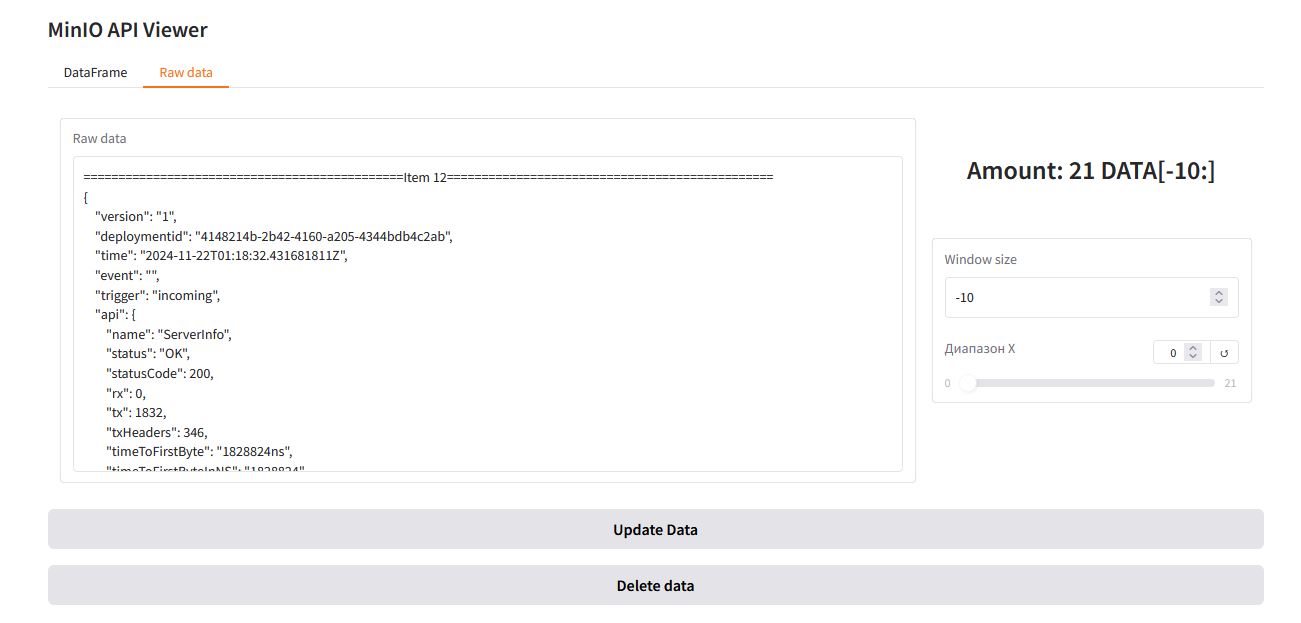 MinIO API Viewer
DataFrame Raw data
Raw data
==============================================Item 12===============================================
{
"version": "1",
"deploymentid": "4148214b-2b42-4160-a205-4344bdb4c2ab",
"time": "2024-11-22T01:18:32.431681811Z",
"event": "",
"trigger": "incoming",
"api": {
"name": "ServerInfo",
"status": "OK",
"statusCode": 200,
"rx": 0,
"tx": 1832,
"txHeaders": 346,
"timeToFirstByte": "1828824ns",
"timeToFirstByteInNS": "1828824"
Amount: 21 DATA[-10:]
Window size
-10
Диапазон X
0 ↺
0 21
Update Data
Delete data